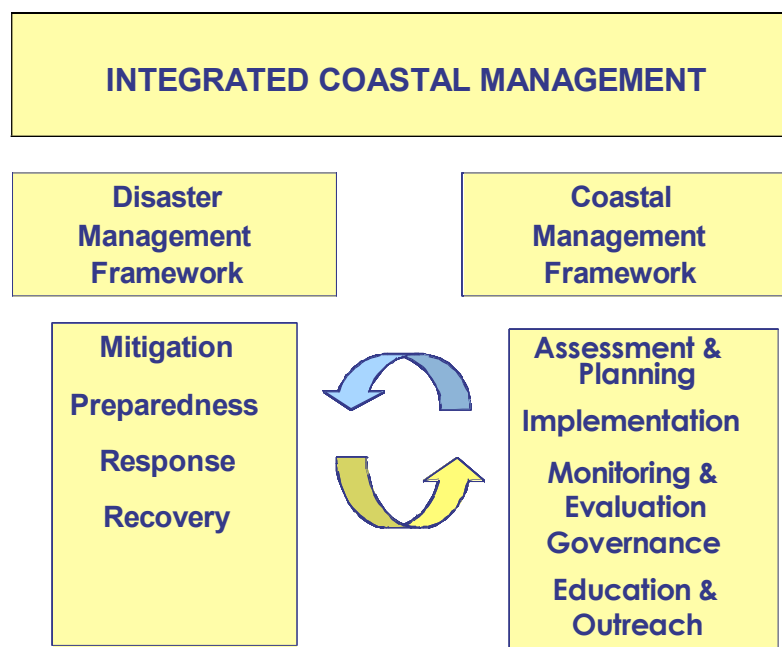 INTEGRATED COASTAL MANAGEMENT
Disaster
Management
Framework
Coastal
Management
Framework
Mitigation
Preparedness
Response
Recovery
Assessment &
Planning
Implementation
Monitoring &
Evaluation
Governance
Education &
Outreach